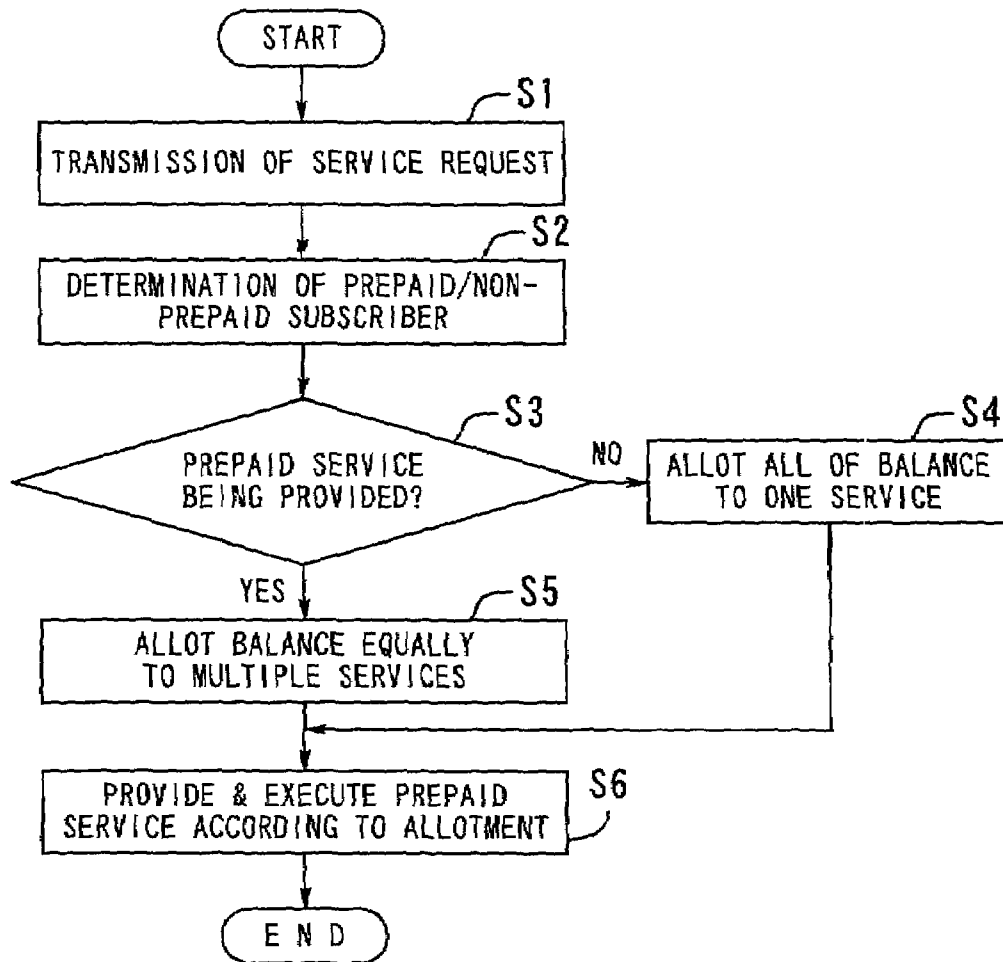 START
S1
TRANSMISSION OF SERVICE REQUEST
S2
DETERMINATION OF PREPAID/NON-
PREPAID SUBSCRIBER
S3
PREPAID SERVICE
BEING PROVIDED?
NO
S4
ALLOT ALL OF BALANCE
TO ONE SERVICE
YES
S5
ALLOT BALANCE EQUALLY
TO MULTIPLE SERVICES
S6
PROVIDE & EXECUTE PREPAID
SERVICE ACCORDING TO ALLOTMENT
END